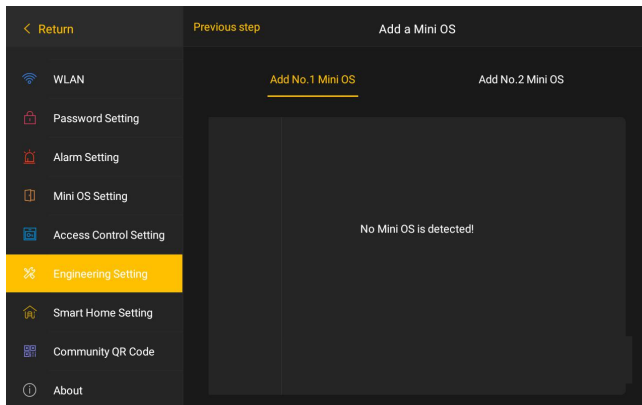 Return
Previous step
Add a Mini OS
WLAN
Password Setting
Alarm Setting
Mini OS Setting
Access Control Setting
Engineering Setting
Smart Home Setting
Community QR Code
About
Add No.1 Mini OS
Add No.2 Mini OS
No Mini OS is detected!